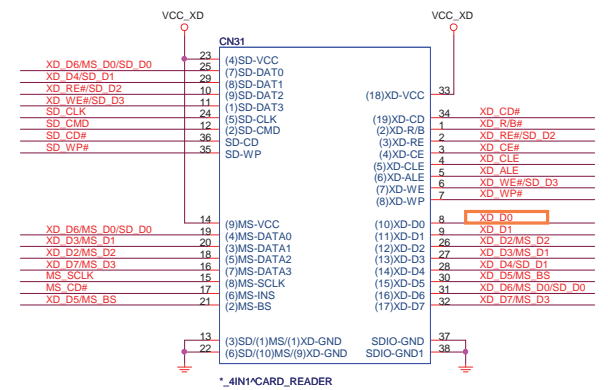 VCC_XD VCC_XD
CN31
23 (4)SD-VCC
XD_D6/MS_D0/SD_D0 25 (7)SD-DAT0
XD_D4/SD_D1 29 (8)SD-DAT1
XD_RE#/SD_D2 10 (9)SD-DAT2 (18)XD-VCC 33
XD_WE#/SD_D3 11 (1)SD-DAT3
SD_CLK 24 (5)SD-CLK (19)XD-CD 34 XD_CD#
SD_CMD 12 (2)SD-CMD (2)XD-R/B 1 XD_R/B#
SD_CD# 36 SD-CD (3)XD-RE 2 XD_RE#/SD_D2
SD_WP# 35 SD-WP (4)XD-CE 3 XD_CE#
(5)XD-CLE 4 XD_CLE
(6)XD-ALE 5 XD_ALE
(7)XD-WE 6 XD_WE#/SD_D3
(8)XD-WP 7 XD_WP#
14 (9)MS-VCC (10)XD-D0 8 XD_D0
XD_D6/MS_D0/SD_D0 19 (4)MS-DATA0 (11)XD-D1 9 XD_D1
XD_D3/MS_D1 20 (3)MS-DATA1 (12)XD-D2 26 XD_D2/MS_D2
XD_D2/MS_D2 18 (5)MS-DATA2 (13)XD-D3 27 XD_D3/MS_D1
XD_D7/MS_D3 16 (7)MS-DATA3 (14)XD-D4 28 XD_D4/SD_D1
MS_SCLK 15 (8)MS-SCLK (15)XD-D5 30 XD_D5/MS_BS
MS_CD# 17 (6)MS-INS (16)XD-D6 31 XD_D6/MS_D0/SD_D0
XD_D5/MS_BS 21 (2)MS-BS (17)XD-D7 32 XD_D7/MS_D3
13 (3)SD/(1)MS/(1)XD-GND SDIO-GND 37
22 (6)SD/(10)MS/(9)XD-GND SDIO-GND1 38
*_4IN1^CARD_READER